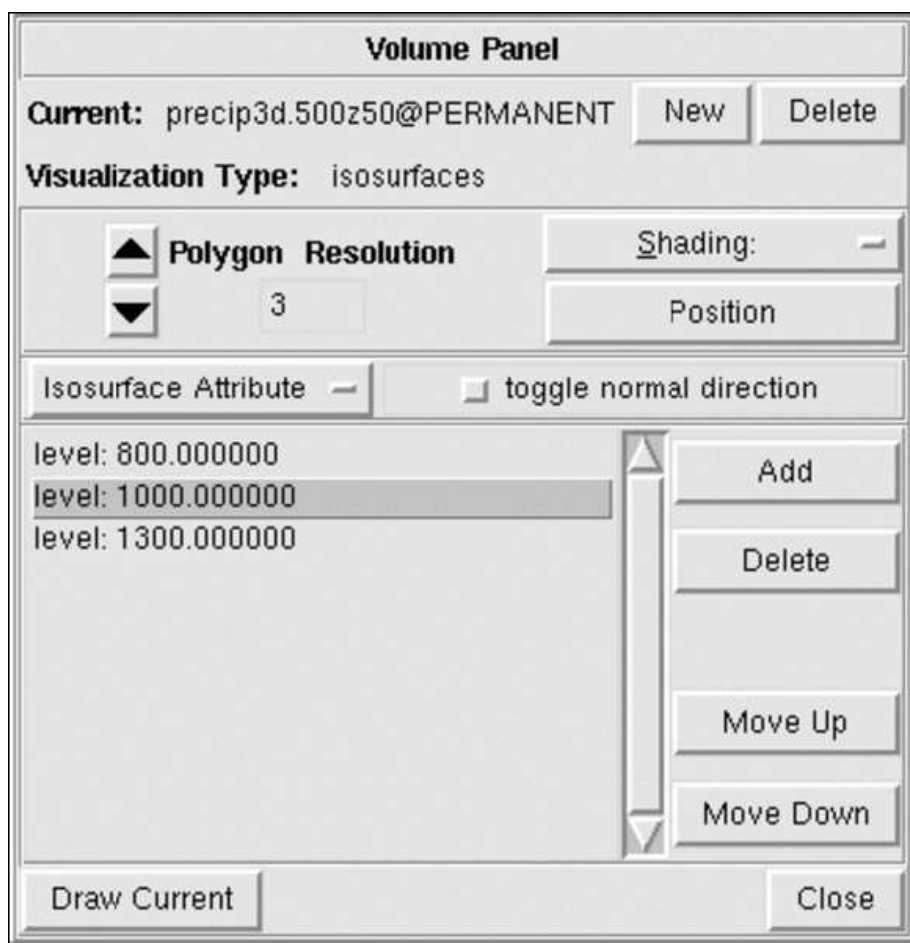 Volume Panel
Current: precip3d.500z50@PERMANENT New Delete
Visualization Type: isosurfaces
Polygon Resolution
3
Shading:
Position
Isosurface Attribute
toggle normal direction
level: 800.000000
level: 1000.000000
level: 1300.000000
Add
Delete
Move Up
Move Down
Draw Current
Close